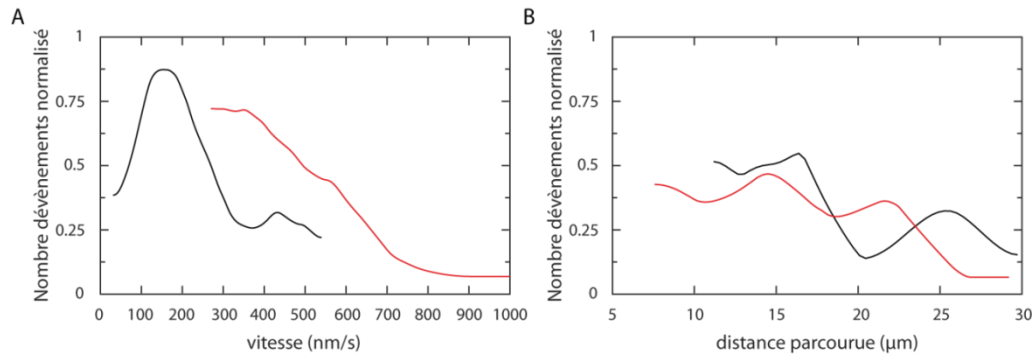 A
Nombre dévènements normalisé
1
0.75
0.5
0.25
0
0 100 200 300 400 500 600 700 800 900 1000
vitesse (nm/s)
B
Nombre dévènements normalisé
1
0.75
0.5
0.25
0
5 10 15 20 25 30
distance parcourue (µm)